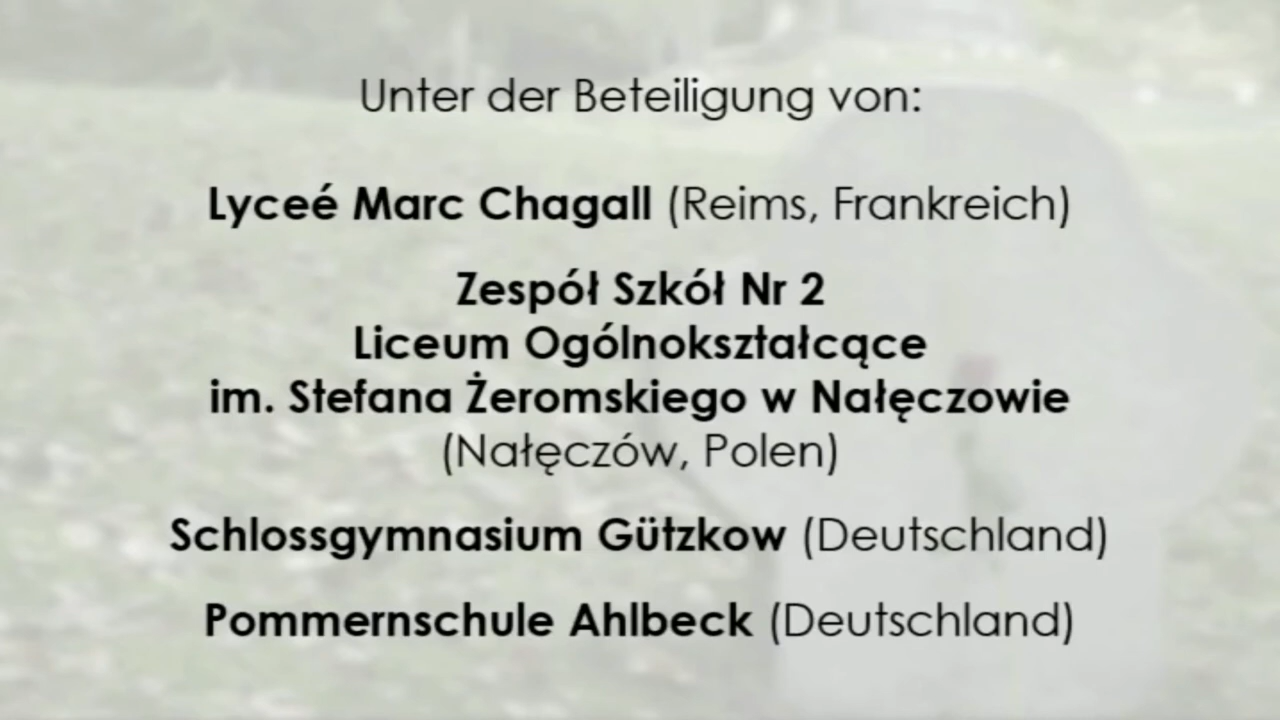 Unter der Beteiligung von:
Lyceé Marc Chagall (Reims, Frankreich)
Zespół Szkół Nr 2
Liceum Ogólnokształcące
im. Stefana Żeromskiego w Nałęczowie
(Nałęczów, Polen)
Schlossgymnasium Gützkow (Deutschland)
Pommernschule Ahlbeck (Deutschland)